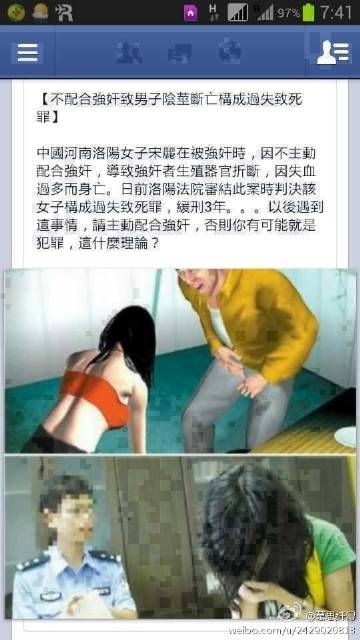 97% 7:41
【不配合強奸致男子陰莖斷亡構成過失致死
罪】
中國河南洛陽女子宋麗在被強奸時，因不主動
配合強奸，導致強奸者生殖器官折斷，因失血
過多而身亡。日前洛陽法院審結此案時判決該
女子構成過失致死罪，緩刑3年。。。以後遇到
這事情，請主動配合強奸，否則你有可能就是
犯罪，這什麼理論？
weibo.com/u/2429020813